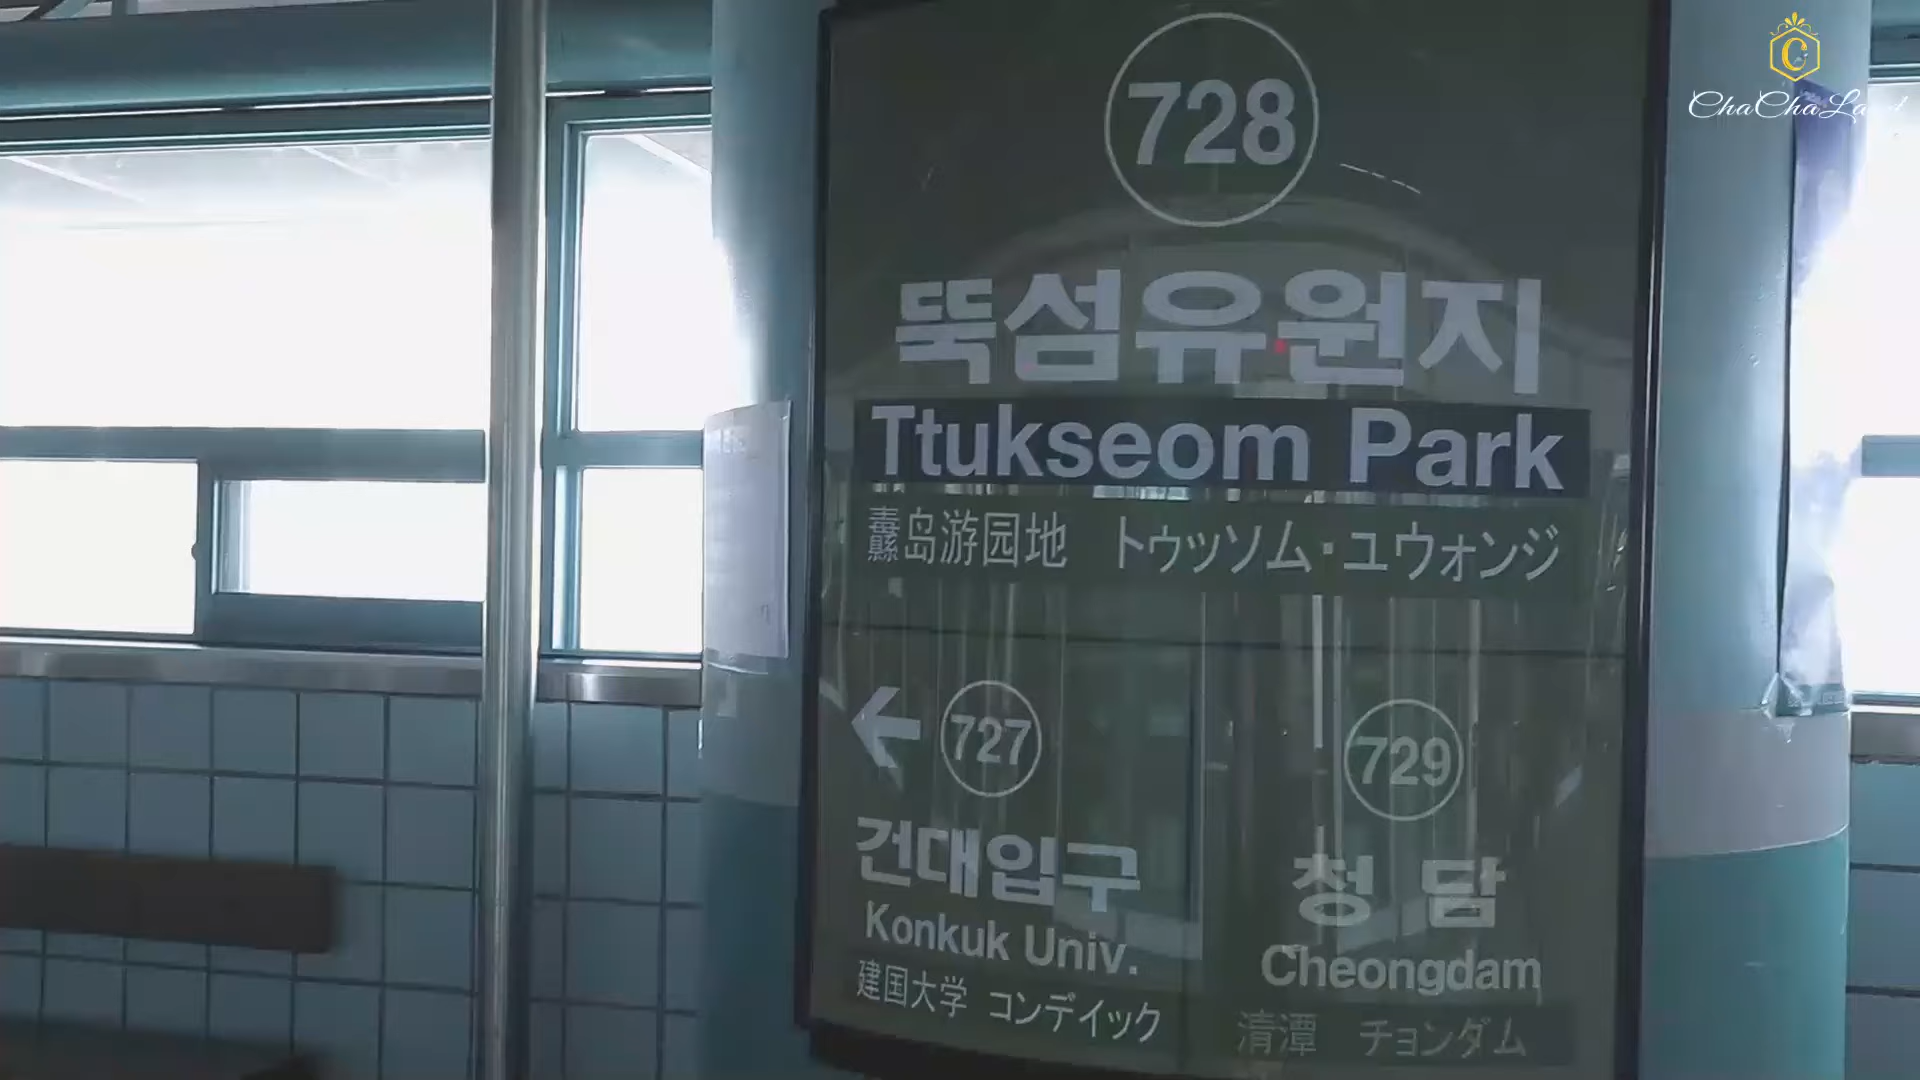 728
뚝섬유원지
Ttukseom Park
纛岛游园地 トゥッソム・ユウォンジ
727
건대입구
Konkuk Univ.
建国大学 コンデイック
729
청담
Cheongdam
清潭 チョンダム
ChaChaLa